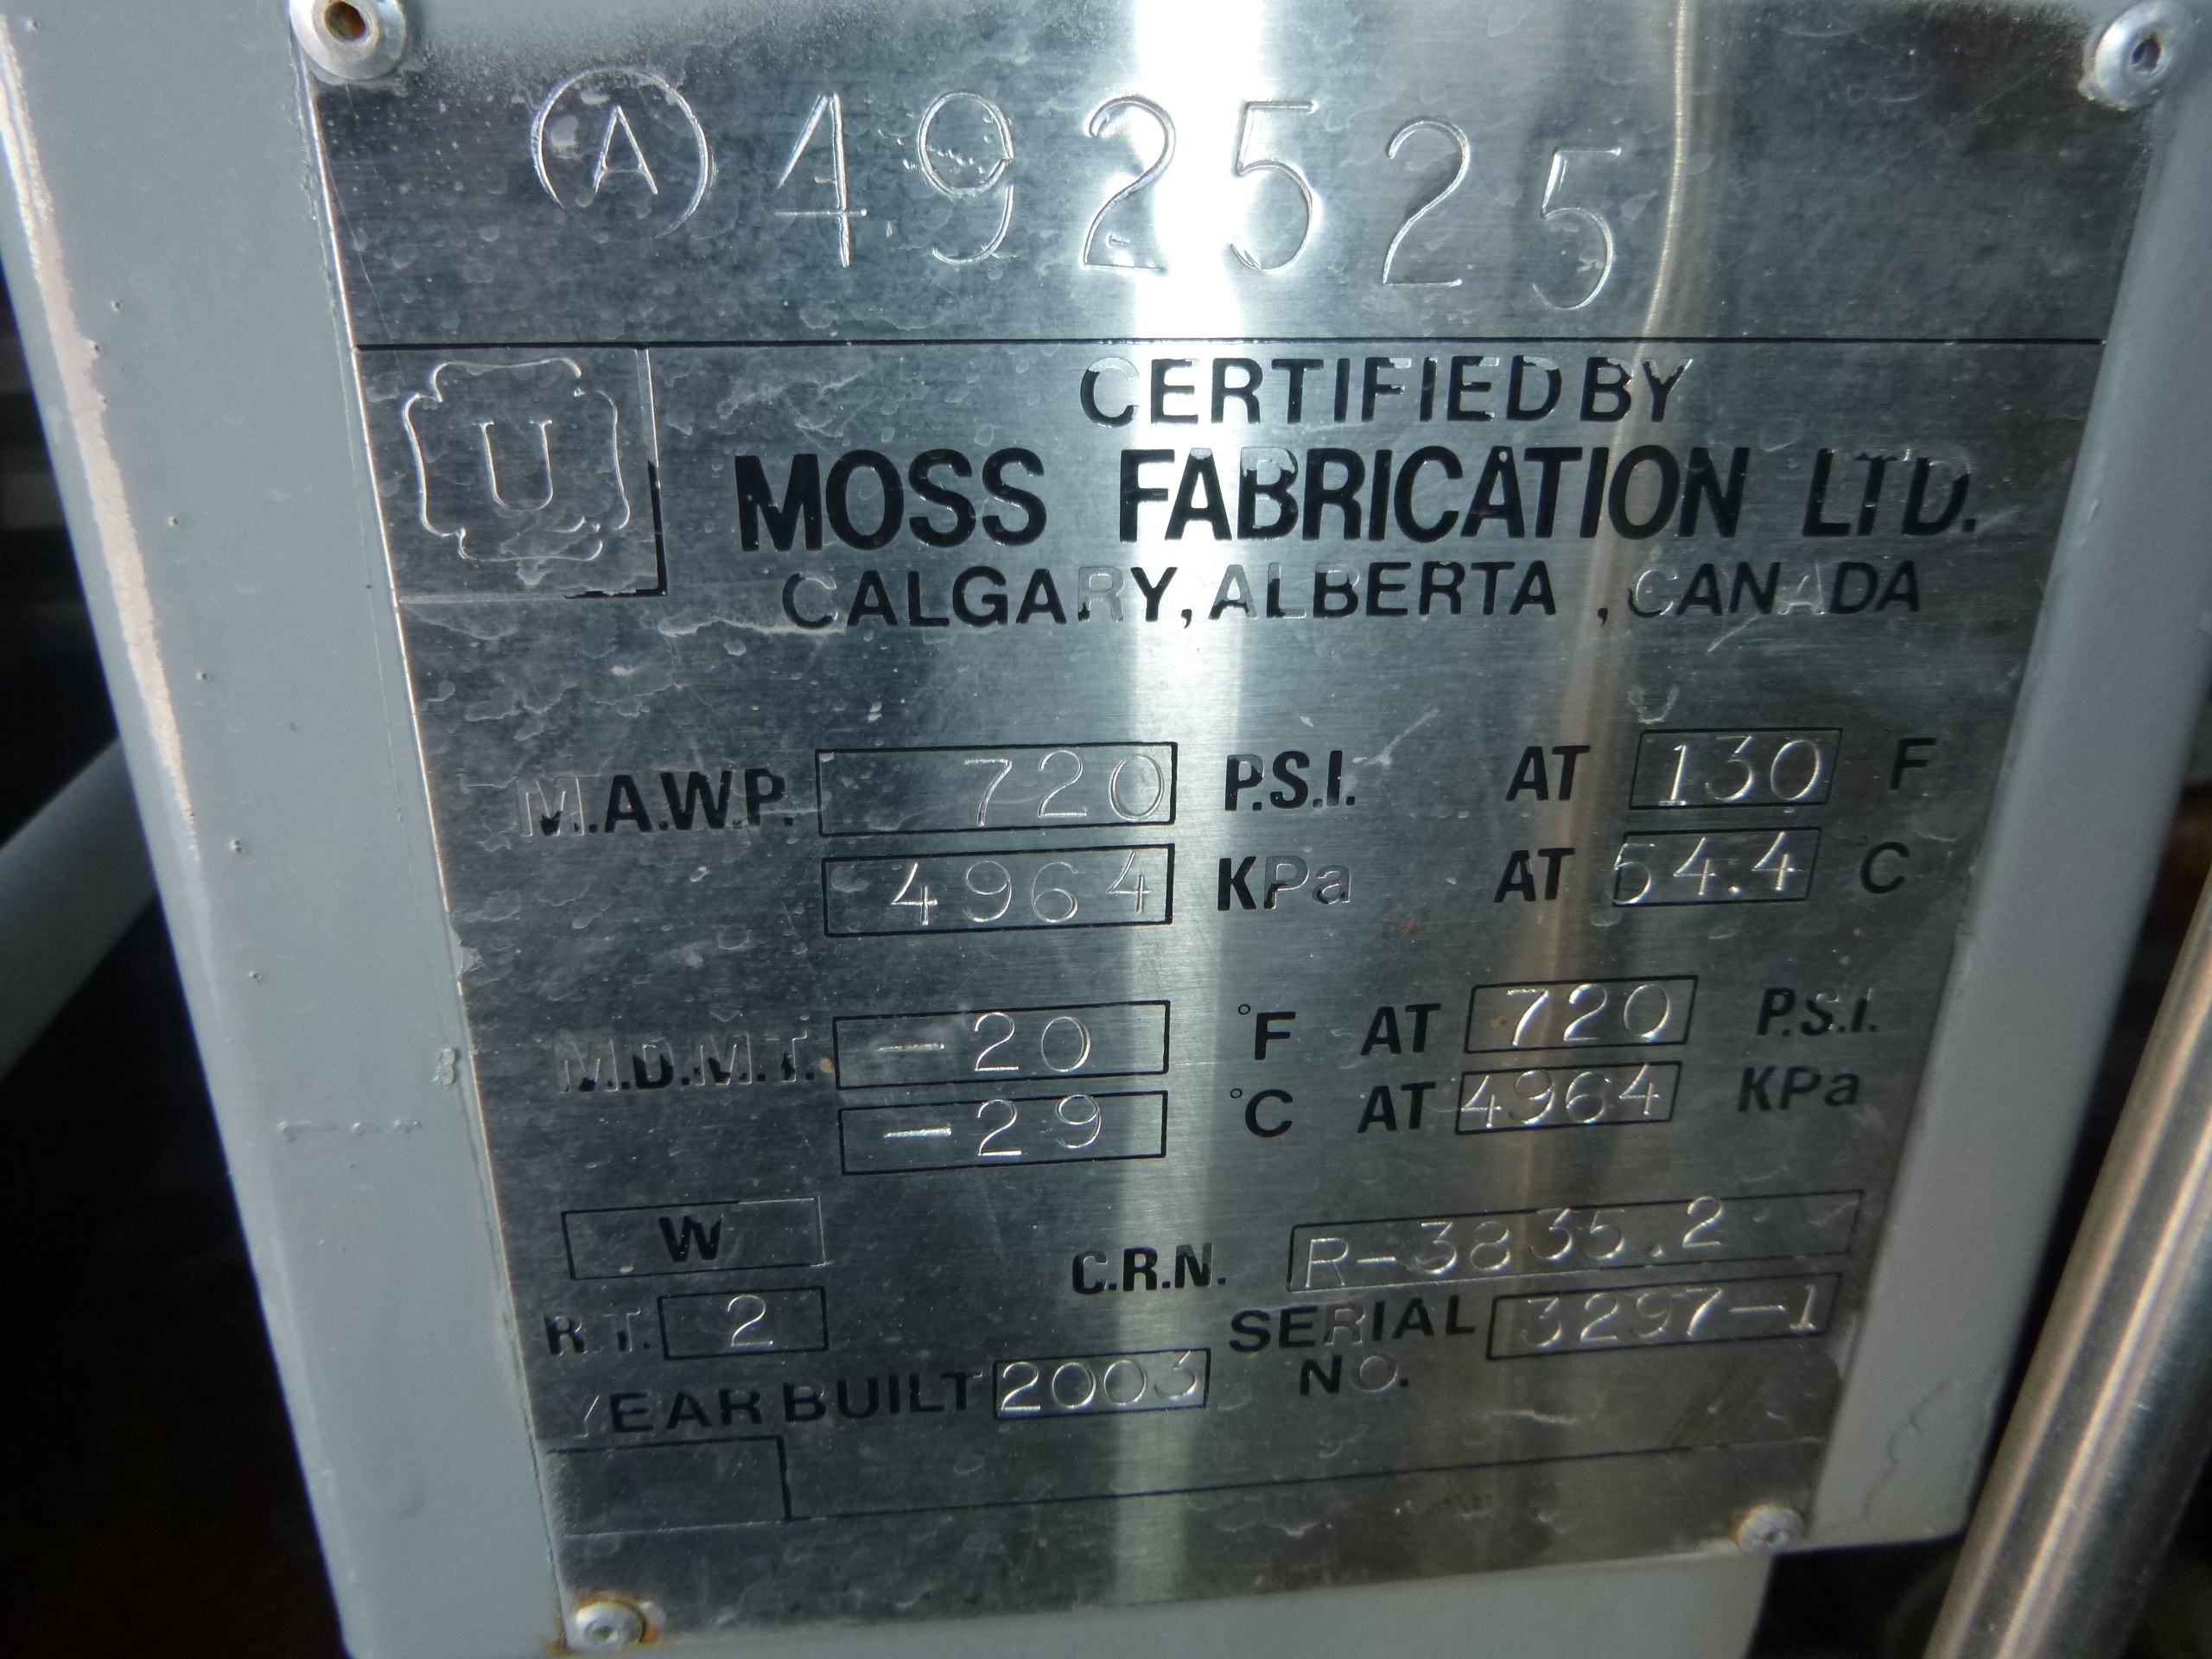 A 492525
U
CERTIFIED BY
MOSS FABRICATION LTD.
CALGARY, ALBERTA , CANADA
M.A.W.P. 720 P.S.I. AT 130 F
4964 KPa AT 54.4 °C
M.D.M.T. -20 °F AT 720 P.S.I.
-29 °C AT 4964 KPa
W
C.R.N. R-3835.2
R.T. 2
SERIAL NO. 3297-1
YEAR BUILT 2003